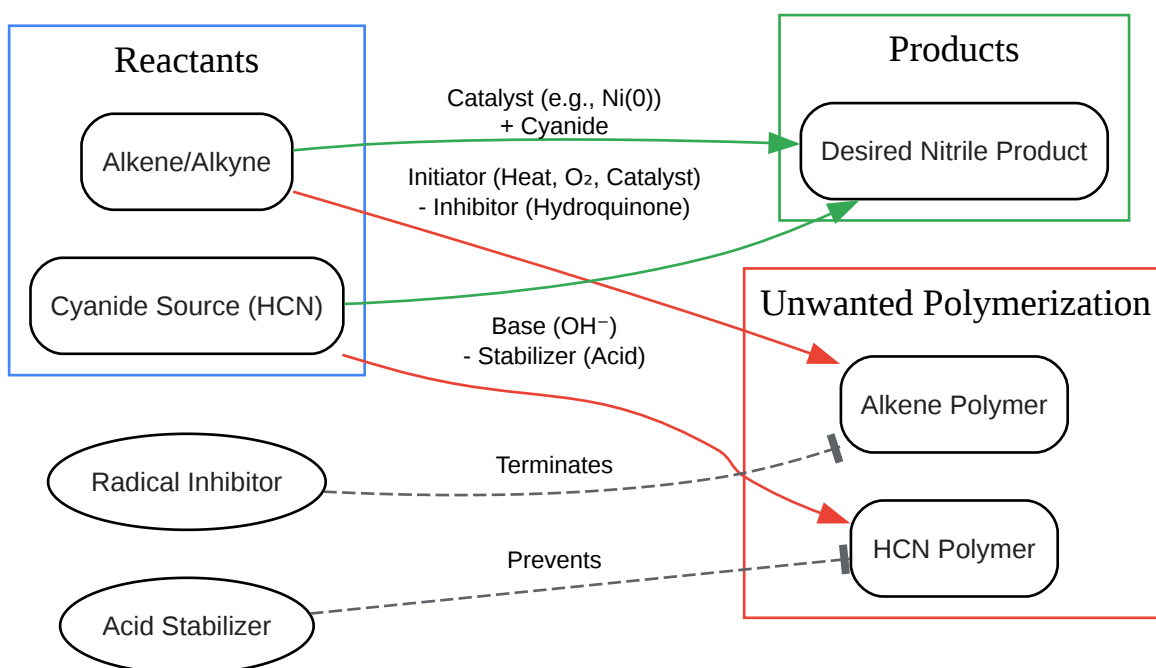 Reactants
Products
Alkene/Alkyne
Catalyst (e.g., Ni(0))
+ Cyanide
Desired Nitrile Product
Initiator (Heat, O₂, Catalyst)
- Inhibitor (Hydroquinone)
Cyanide Source (HCN)
Unwanted Polymerization
Base (OH⁻)
- Stabilizer (Acid)
Alkene Polymer
Radical Inhibitor
Terminates
HCN Polymer
Prevents
Acid Stabilizer